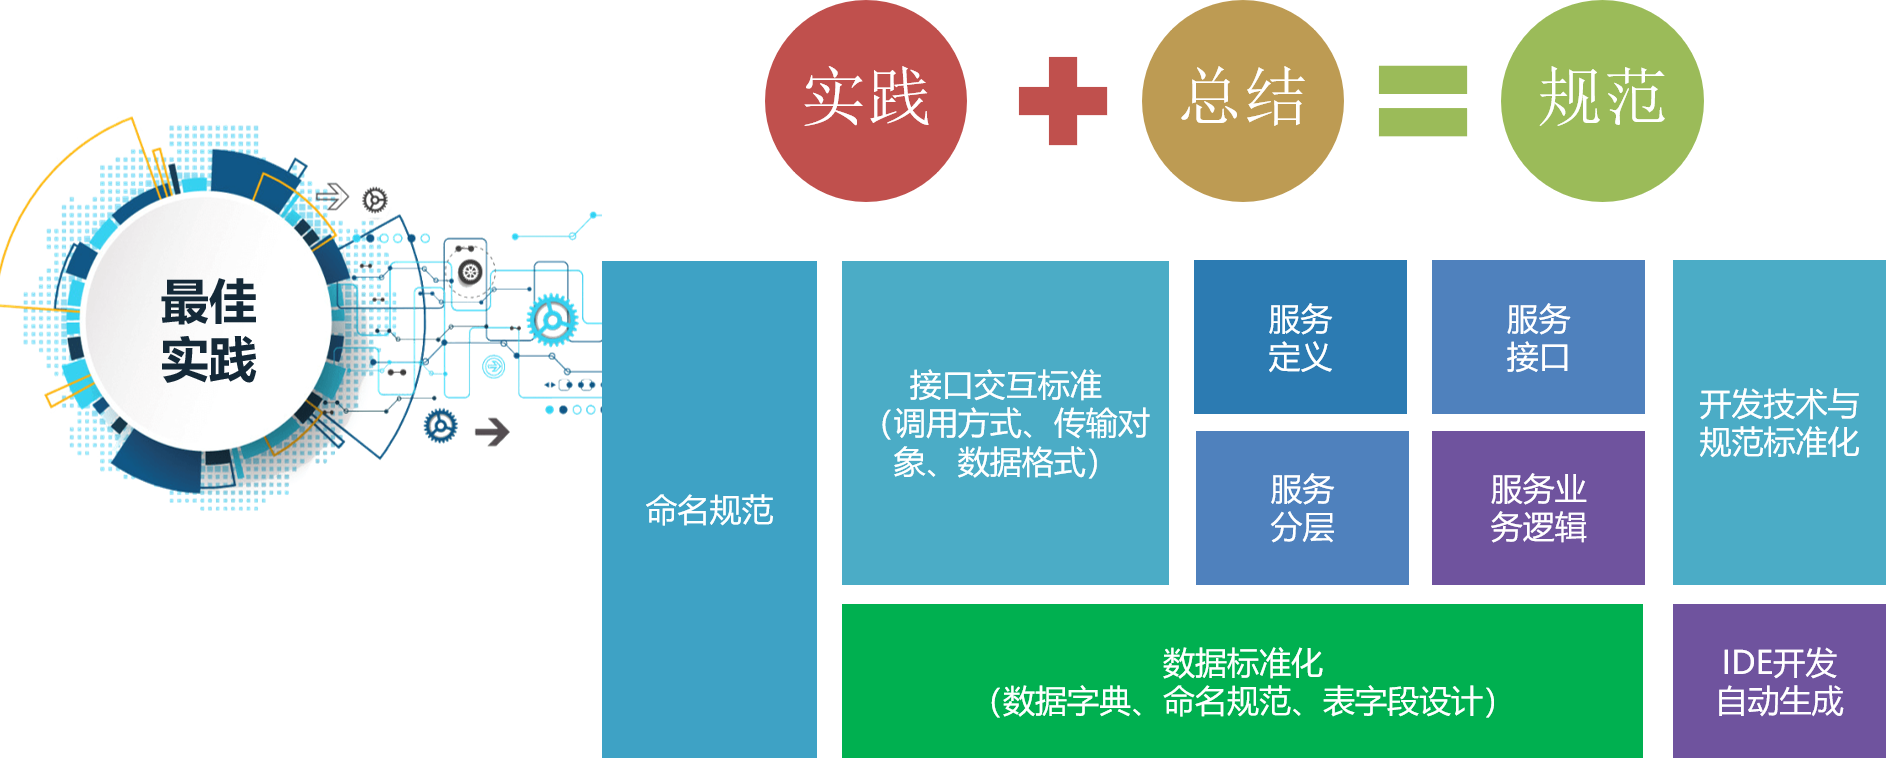 实践
总结
规范
最佳
实践
命名规范
接口交互标准
（调用方式、传输对
象、数据格式）
服务
定义
服务
接口
服务
分层
服务业
务逻辑
开发技术与
规范标准化
数据标准化
（数据字典、命名规范、表字段设计）
IDE开发
自动生成